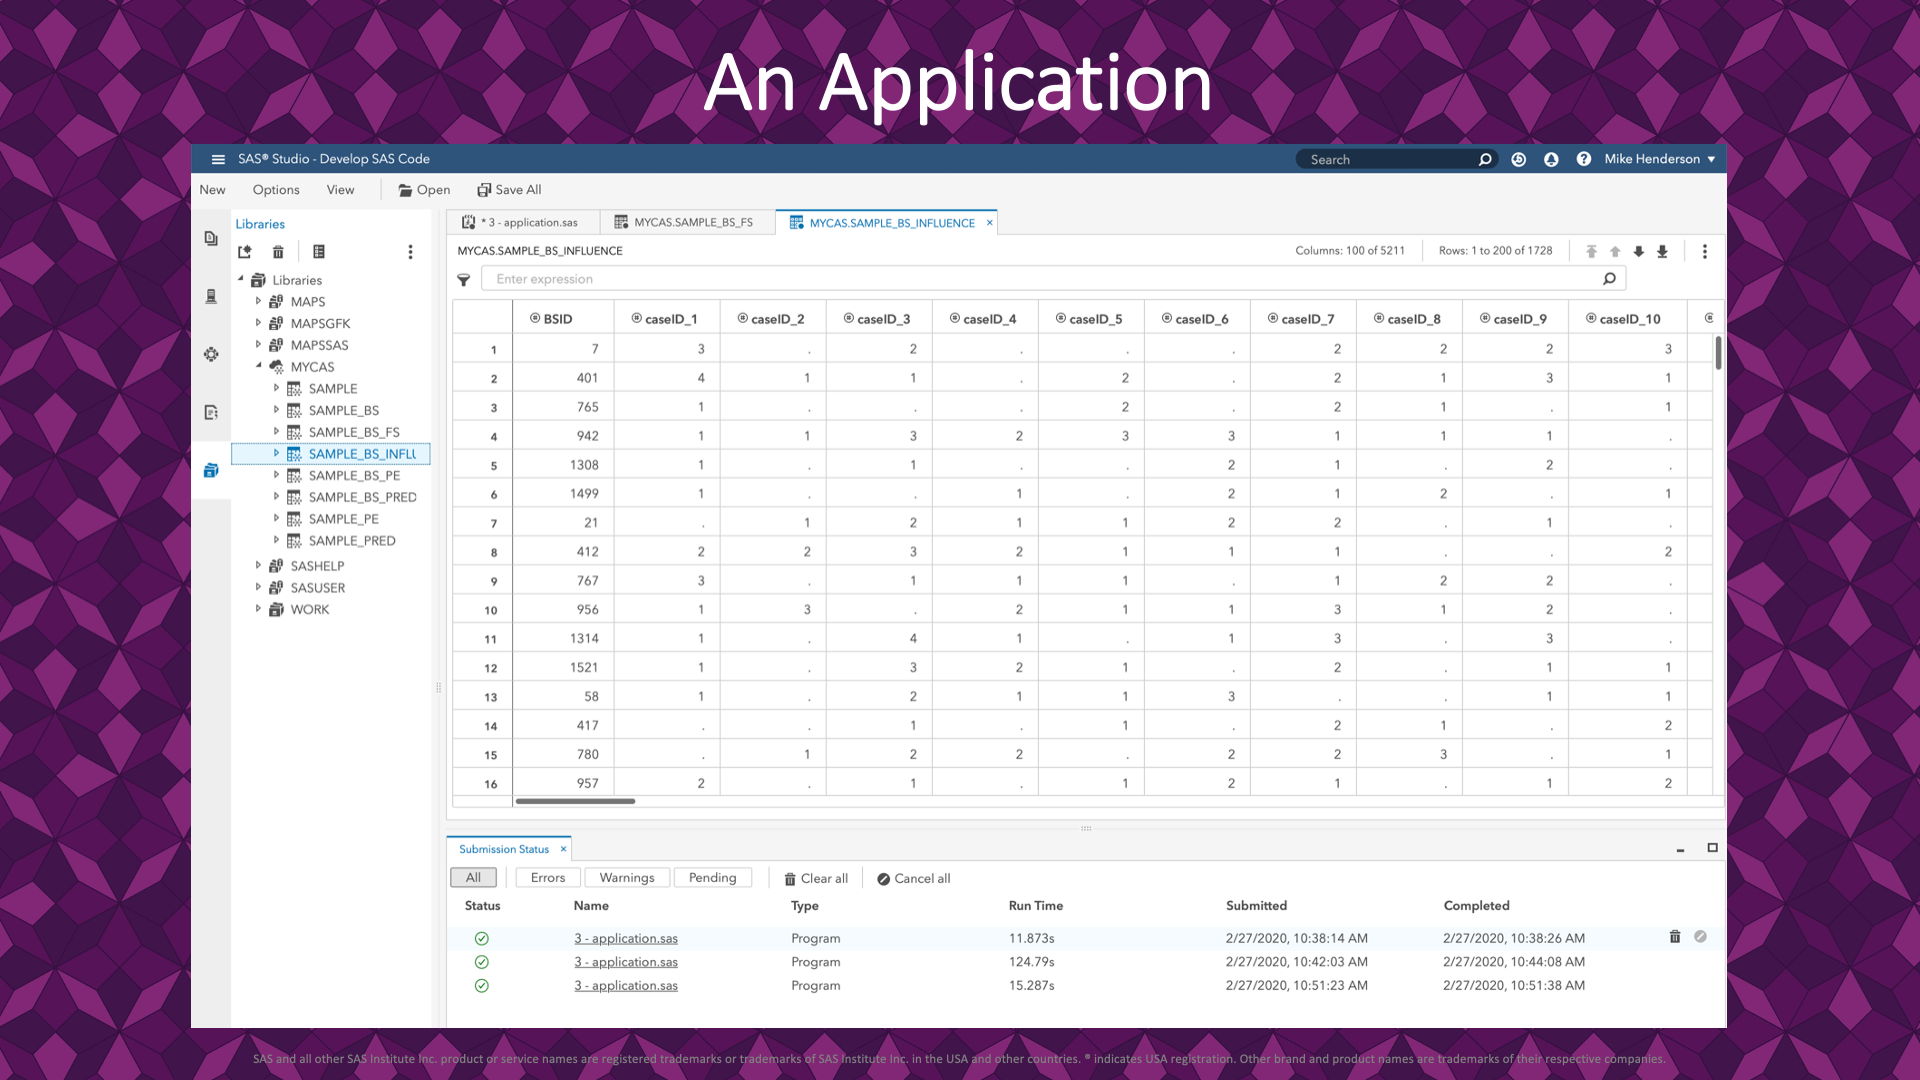 An Application
SAS® Studio - Develop SAS Code
Search
Mike Henderson
New Options View Open Save All
Libraries
Libraries
MAPS
MAPSGFK
MAPSSAS
MYCAS
SAMPLE
SAMPLE_BS
SAMPLE_BS_FS
SAMPLE_BS_INFLU
SAMPLE_BS_PE
SAMPLE_BS_PRED
SAMPLE_PE
SAMPLE_PRED
SASHELP
SASUSER
WORK
* 3 - application.sas MYCAS.SAMPLE_BS_FS MYCAS.SAMPLE_BS_INFLUENCE ×
MYCAS.SAMPLE_BS_INFLUENCE Columns: 100 of 5211 Rows: 1 to 200 of 1728
Enter expression
BSID caseID_1 caseID_2 caseID_3 caseID_4 caseID_5 caseID_6 caseID_7 caseID_8 caseID_9 caseID_10
1 7 3 . 2 . . . 2 2 2 3
2 401 4 1 1 . 2 . 2 1 3 1
3 765 1 . . . 2 . 2 1 . 1
4 942 1 1 3 2 3 3 1 1 1 .
5 1308 1 . 1 . . 2 1 . 2 .
6 1499 1 . . 1 . 2 1 2 . 1
7 21 . 1 2 1 1 2 2 . 1 .
8 412 2 2 3 2 1 1 1 . . 2
9 767 3 . 1 1 1 . 1 2 2 .
10 956 1 3 . 2 1 1 3 1 2 .
11 1314 1 . 4 1 . 1 3 . 3 .
12 1521 1 . 3 2 1 . 2 . 1 1
13 58 1 . 2 1 1 3 . . 1 1
14 417 . . 1 . 1 . 2 1 . 2
15 780 . 1 2 2 . 2 2 3 . 1
16 957 2 . 1 . 1 2 1 . 1 2
Submission Status ×
All Errors Warnings Pending Clear all Cancel all
Status Name Type Run Time Submitted Completed
3 - application.sas Program 11.873s 2/27/2020, 10:38:14 AM 2/27/2020, 10:38:26 AM
3 - application.sas Program 124.79s 2/27/2020, 10:42:03 AM 2/27/2020, 10:44:08 AM
3 - application.sas Program 15.287s 2/27/2020, 10:51:23 AM 2/27/2020, 10:51:38 AM
SAS and all other SAS Institute Inc. product or service names are registered trademarks or trademarks of SAS Institute Inc. in the USA and other countries. ® indicates USA registration. Other brand and product names are trademarks of their respective companies.